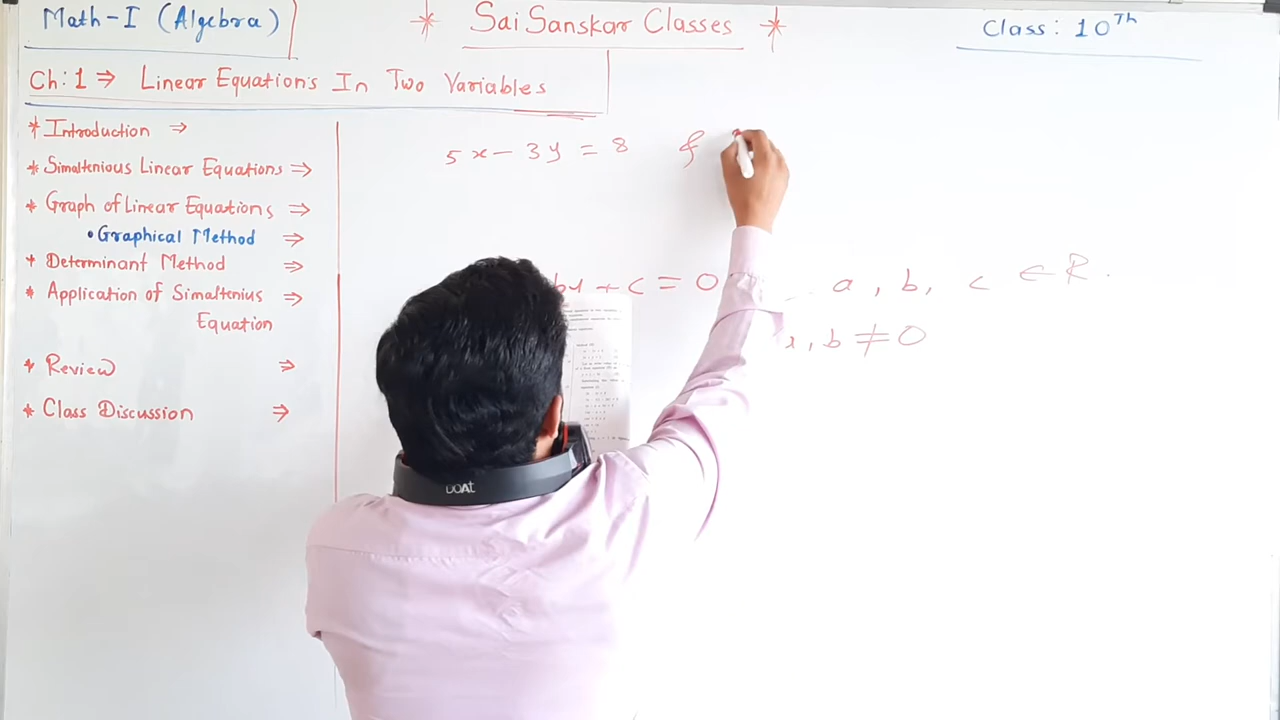 Math-I (Algebra)
* Sai Sanskar Classes *
Class: 10Th
Ch:1 ⇒ Linear Equations In Two Variables
* Introduction ⇒
* Simaltenious Linear Equations ⇒
* Graph of Linear Equations ⇒
• Graphical Method ⇒
* Determinant Method ⇒
* Application of Simaltenius ⇒
Equation
* Review ⇒
* Class Discussion ⇒
5x - 3y = 8 &
by + c = 0 a, b, c ∈ R.
, b ≠ 0